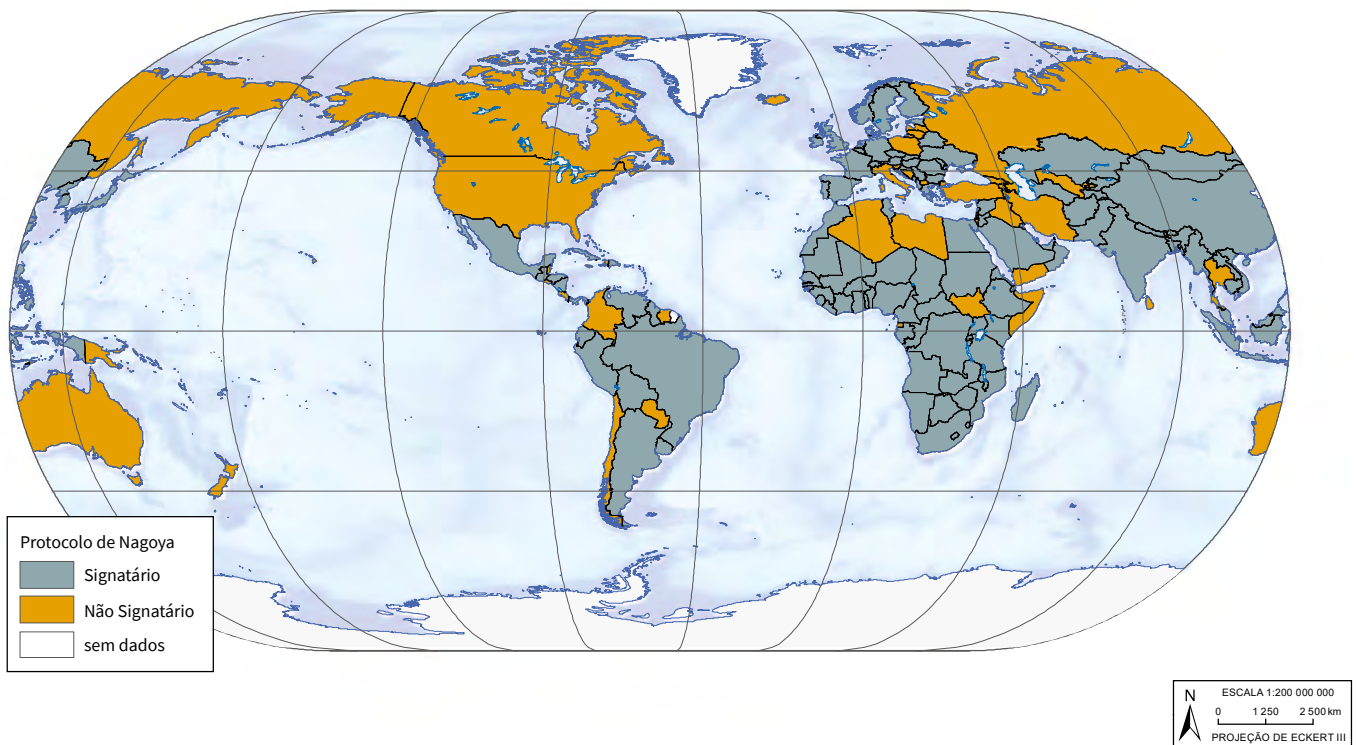 Protocolo de Nagoya
Signatário
Não Signatário
sem dados
N
ESCALA 1:200 000 000
0 1 250 2 500 km
PROJEÇÃO DE ECKERT III